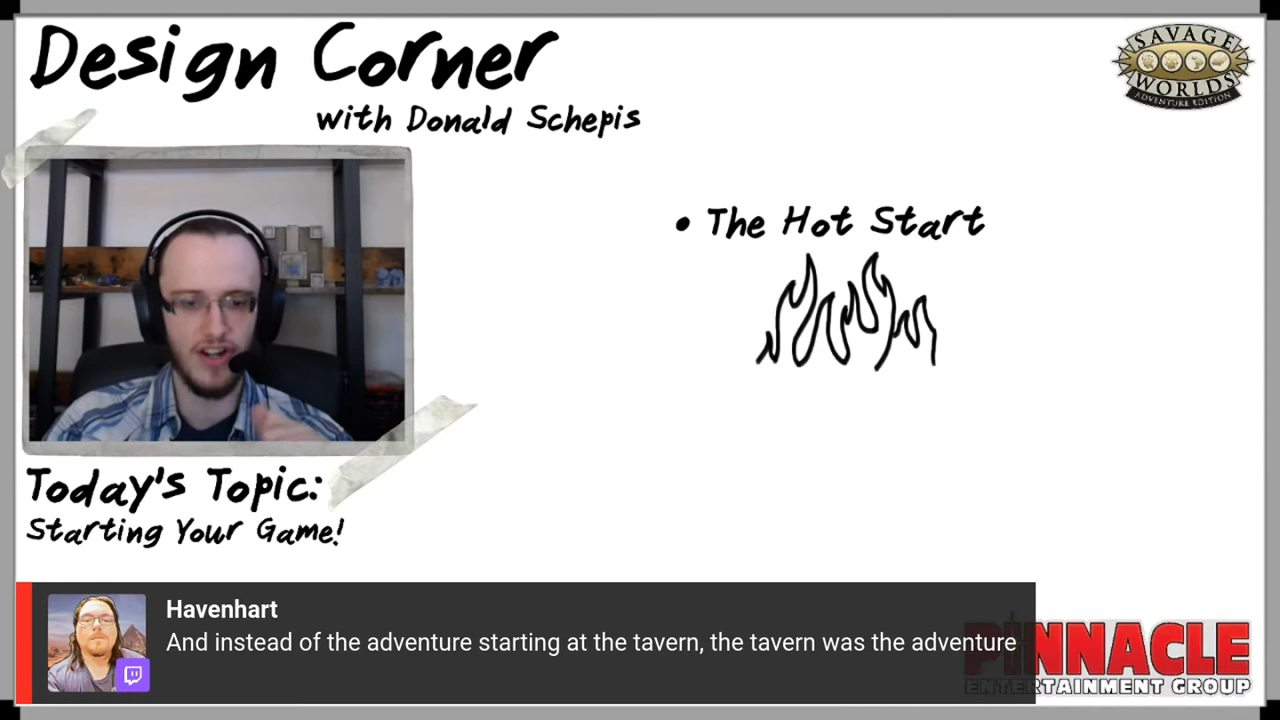 Design Corner
with Donald Schepis
SAVAGE
WORLDS
ADVENTURE EDITION
• The Hot Start
Today's Topic:
Starting Your Game!
Havenhart
And instead of the adventure starting at the tavern, the tavern was the adventure
PINNACLE
ENTERTAINMENT GROUP